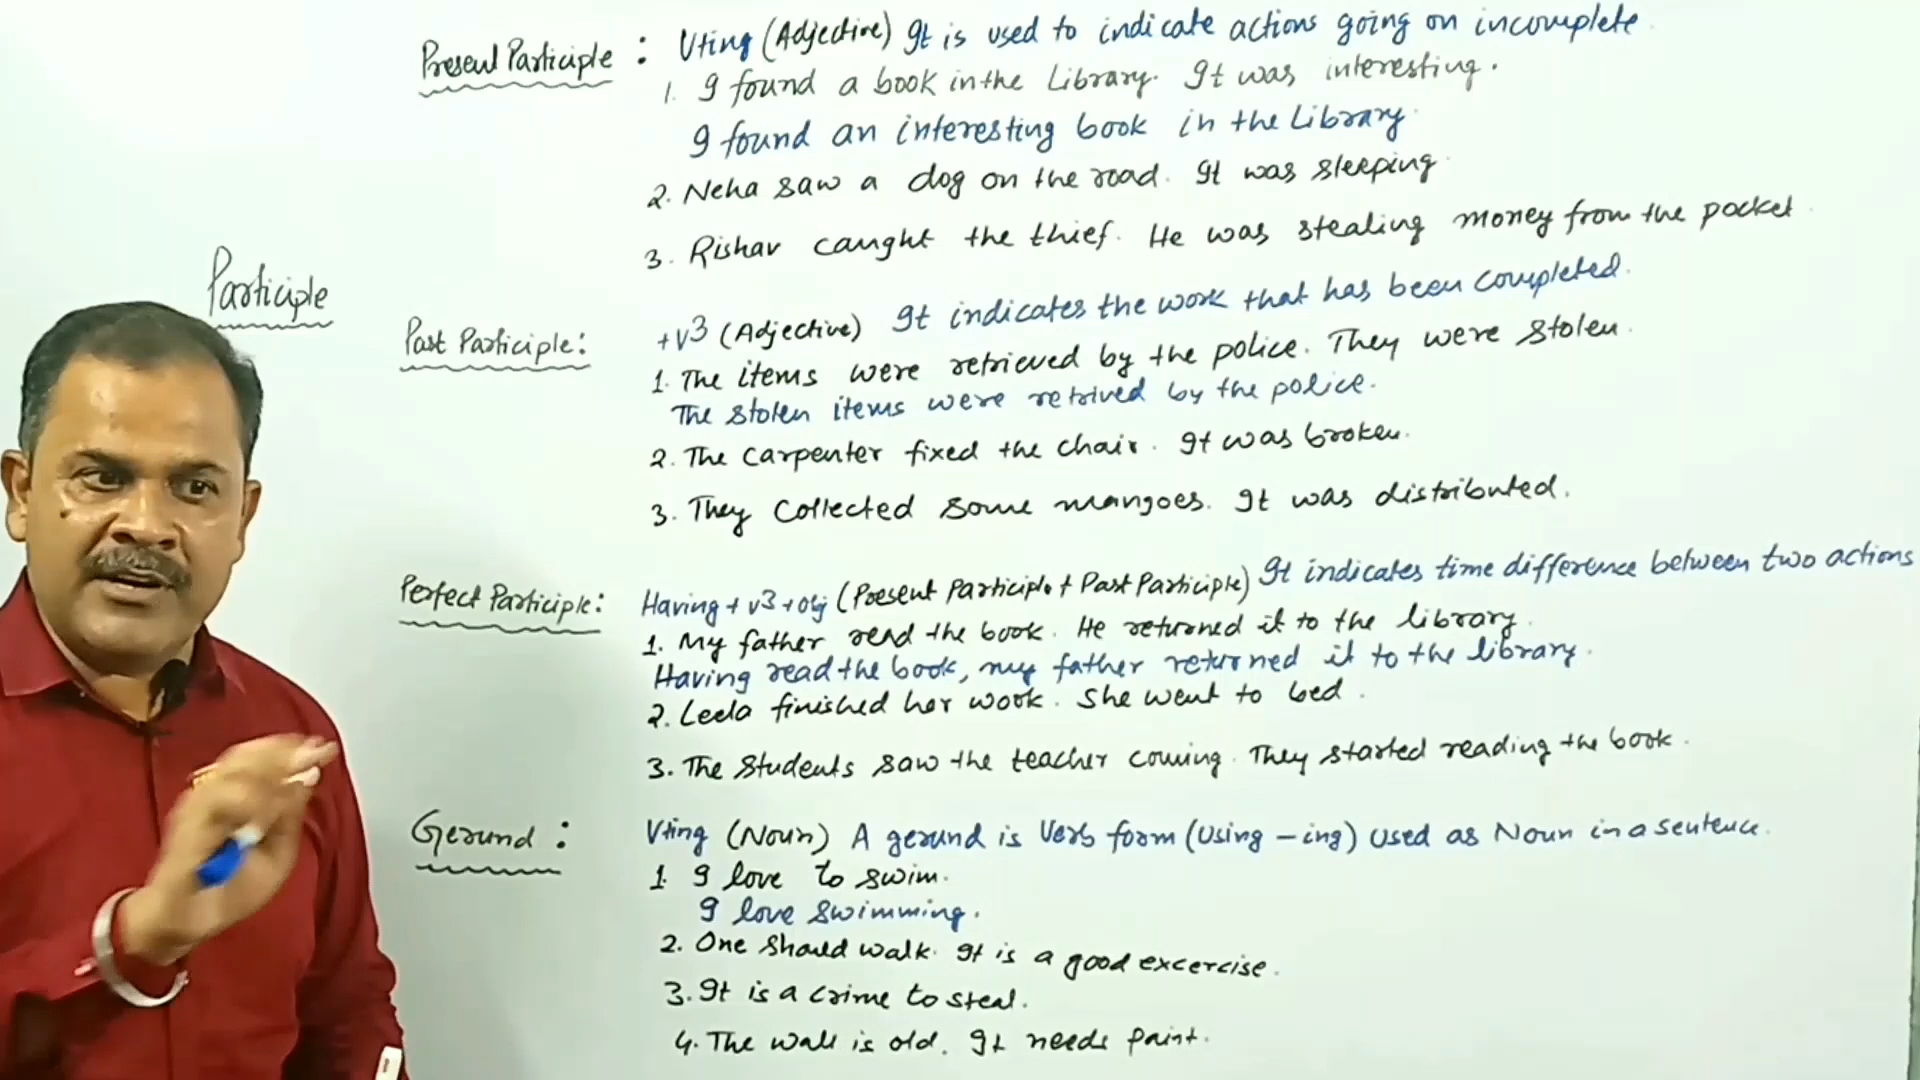 Present Participle : V+ing (Adjective) It is used to indicate actions going on incomplete.
1. I found a book in the Library. It was interesting.
I found an interesting book in the Library.
2. Neha saw a dog on the road. It was sleeping.
3. Rishav caught the thief. He was stealing money from the pocket.
Participle
Past Participle: +V3 (Adjective) It indicates the work that has been completed.
1. The items were retrieved by the police. They were stolen.
The stolen items were retrived by the police.
2. The carpenter fixed the chair. It was broken.
3. They Collected some mangoes. It was distributed.
Perfect Participle: Having + v3 + obj (Present Participle + Past Participle) It indicates time difference between two actions
1. My father read the book. He returned it to the library.
Having read the book, my father returned it to the library.
2. Leela finished her work. She went to bed.
3. The Students saw the teacher coming. They started reading the book.
Gerund : V+ing (Noun) A gerund is Verb form (Using - ing) used as Noun in a sentence.
1. I love to swim.
I love swimming.
2. One should walk. It is a good excercise.
3. It is a crime to steal.
4. The wall is old. It needs paint.